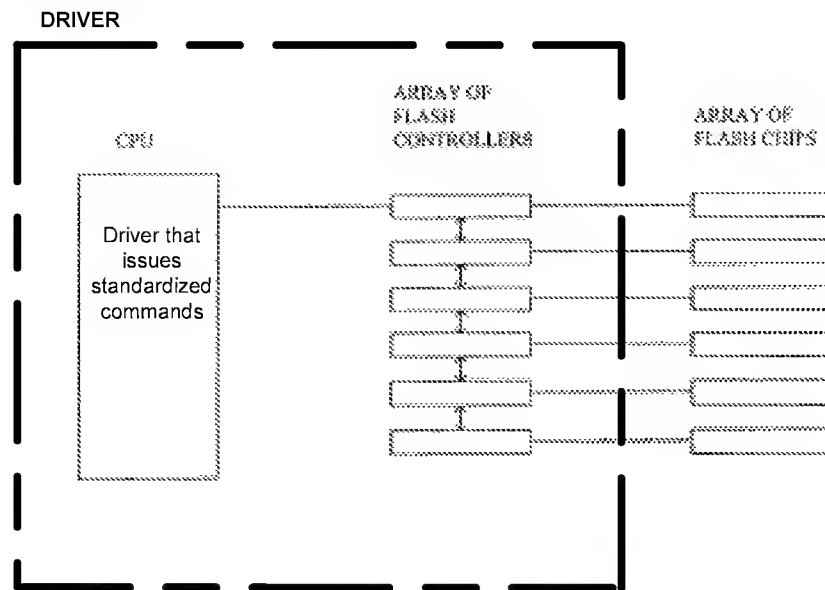 DRIVER
CPU
ARRAY OF
FLASH
CONTROLLERS
ARRAY OF
FLASH CHIPS
Driver that
issues
standardized
commands